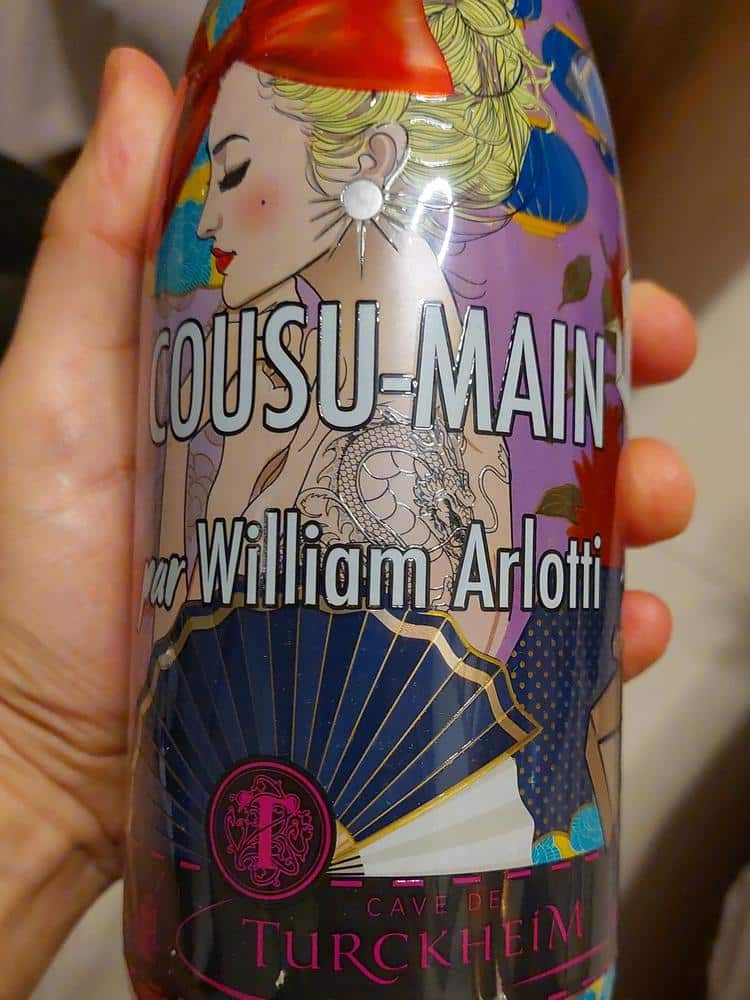 COUSU-MAIN
par William Arlotti
T
CAVE DE
TURCKHEIM